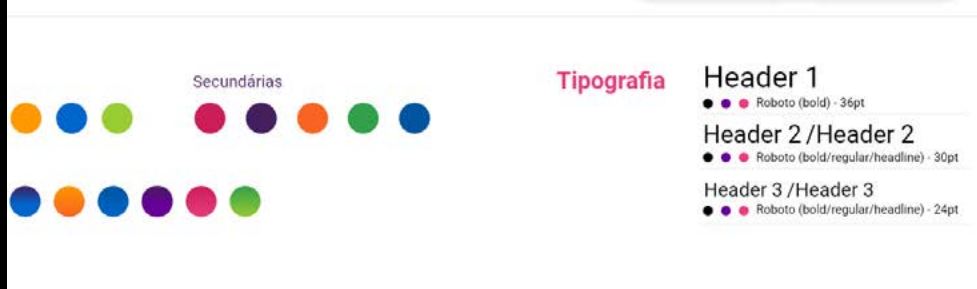 Secundárias
Tipografia
Header 1
Roboto (bold) - 36pt
Header 2 /Header 2
Roboto (bold/regular/headline) - 30pt
Header 3 /Header 3
Roboto (bold/regular/headline) - 24pt